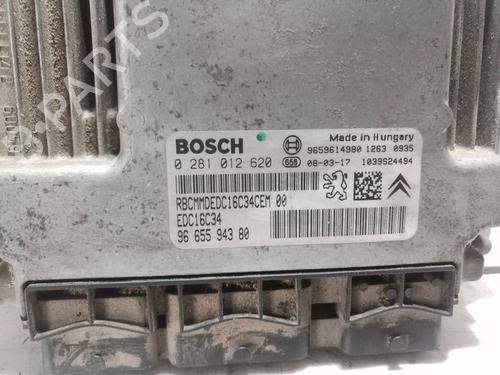 BOSCH
Made in Hungary
9659614980 1263 0935
0 281 012 620
656 08-03-17 1039S24494
RBCMMDEDC16C34CEM 00
EDC16C34
96 655 943 80
PARTS